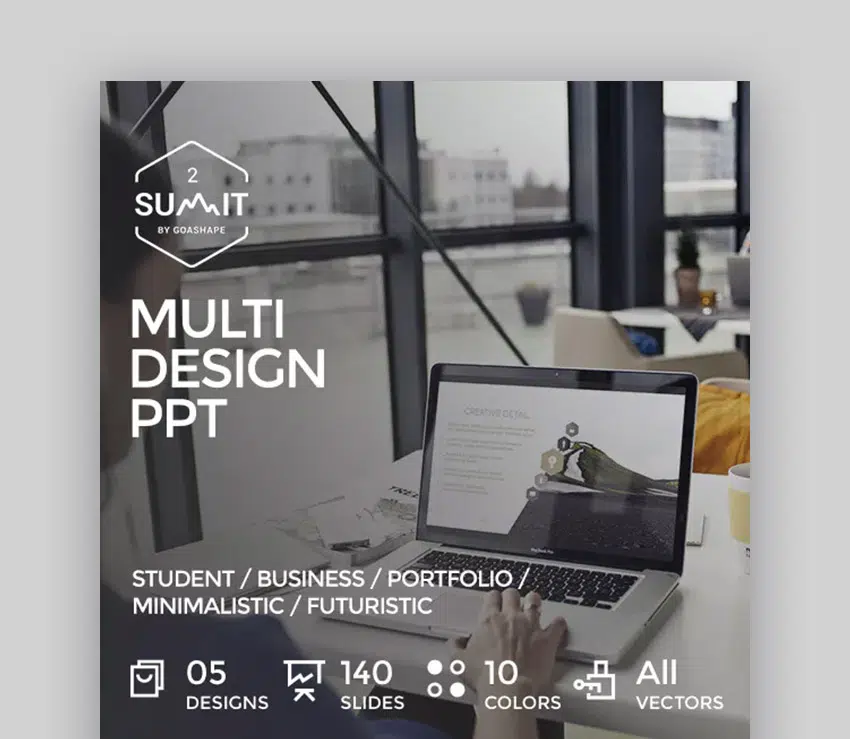 2
SUMMIT
BY GOASHAPE
MULTI
DESIGN
PPT
CREATIVE DETAIL
STUDENT / BUSINESS / PORTFOLIO /
MINIMALISTIC / FUTURISTIC
05
DESIGNS
140
SLIDES
10
COLORS
All
VECTORS